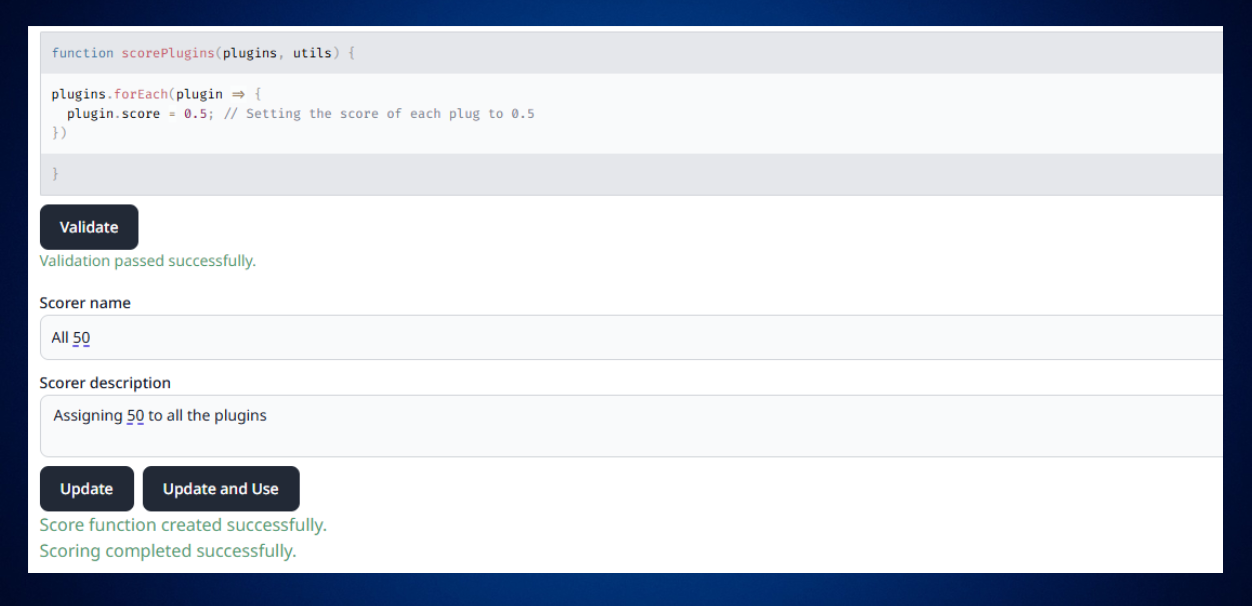 function scorePlugins(plugins, utils) {
plugins.forEach(plugin ⇒ {
  plugin.score = 0.5; // Setting the score of each plug to 0.5
})
}
Validate
Validation passed successfully.
Scorer name
All 50
Scorer description
Assigning 50 to all the plugins
Update Update and Use
Score function created successfully.
Scoring completed successfully.